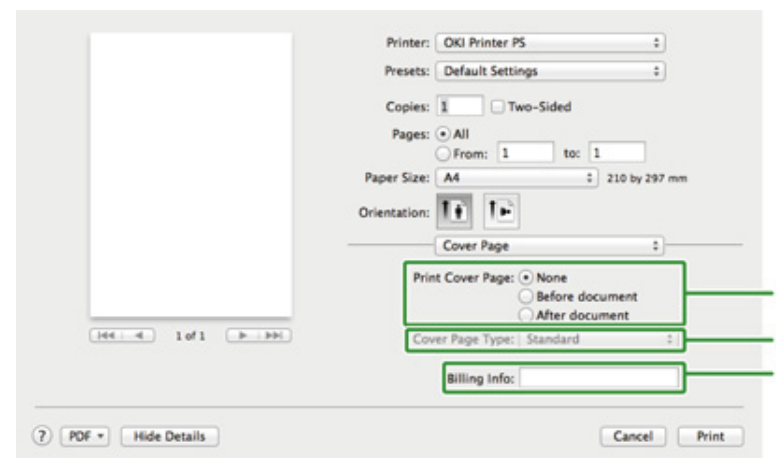 Printer: OKI Printer PS
Presets: Default Settings
Copies: 1 Two-Sided
Pages: All
From: 1 to: 1
Paper Size: A4 210 by 297 mm
Orientation:
Cover Page
Print Cover Page: None
Before document
After document
1 of 1
Cover Page Type: Standard
Billing Info:
? PDF Hide Details Cancel Print